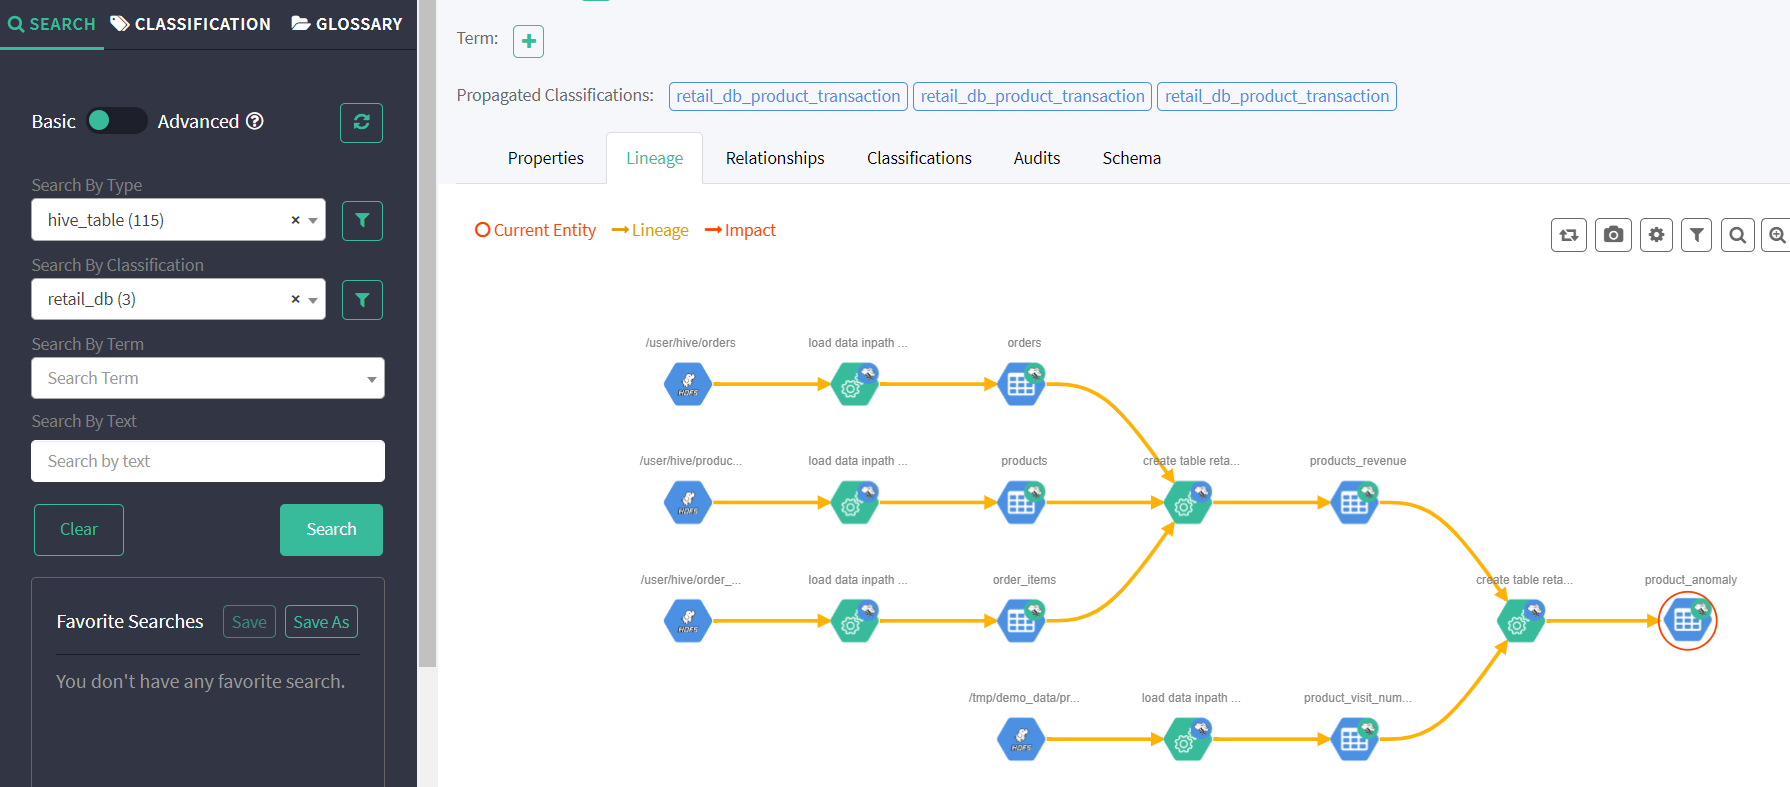 SEARCH CLASSIFICATION GLOSSARY
Basic Advanced
Search By Type
hive_table (115) ×
Search By Classification
retail_db (3) ×
Search By Term
Search Term
Search By Text
Search by text
Clear Search
Favorite Searches Save Save As
You don't have any favorite search.
Term:
Propagated Classifications: retail_db_product_transaction retail_db_product_transaction retail_db_product_transaction
Properties Lineage Relationships Classifications Audits Schema
Current Entity Lineage Impact
/user/hive/orders load data inpath ... orders
HDFS
/user/hive/produc... load data inpath ... products create table reta... products_revenue
HDFS
/user/hive/order_... load data inpath ... order_items create table reta... product_anomaly
HDFS
/tmp/demo_data/pr... load data inpath ... product_visit_num...
HDFS